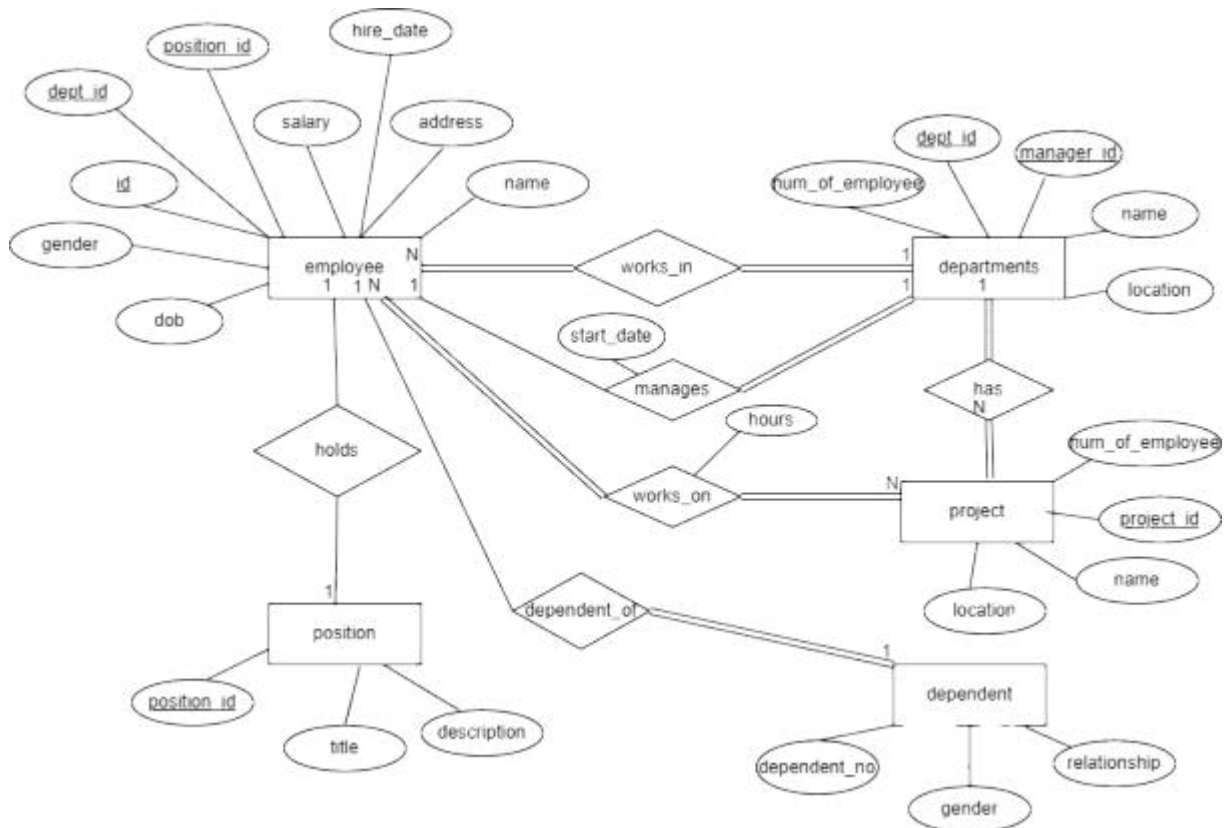 hire_date
position_id
dept_id
salary
address
id
name
gender
dob
employee
N
1
1
1
N
works_in
1
1
1
departments
num_of_employee
dept_id
manager_id
name
location
start_date
manages
has
N
hours
works_on
N
num_of_employee
project
project_id
name
location
holds
1
position
position_id
title
description
dependent_of
1
dependent
dependent_no
gender
relationship